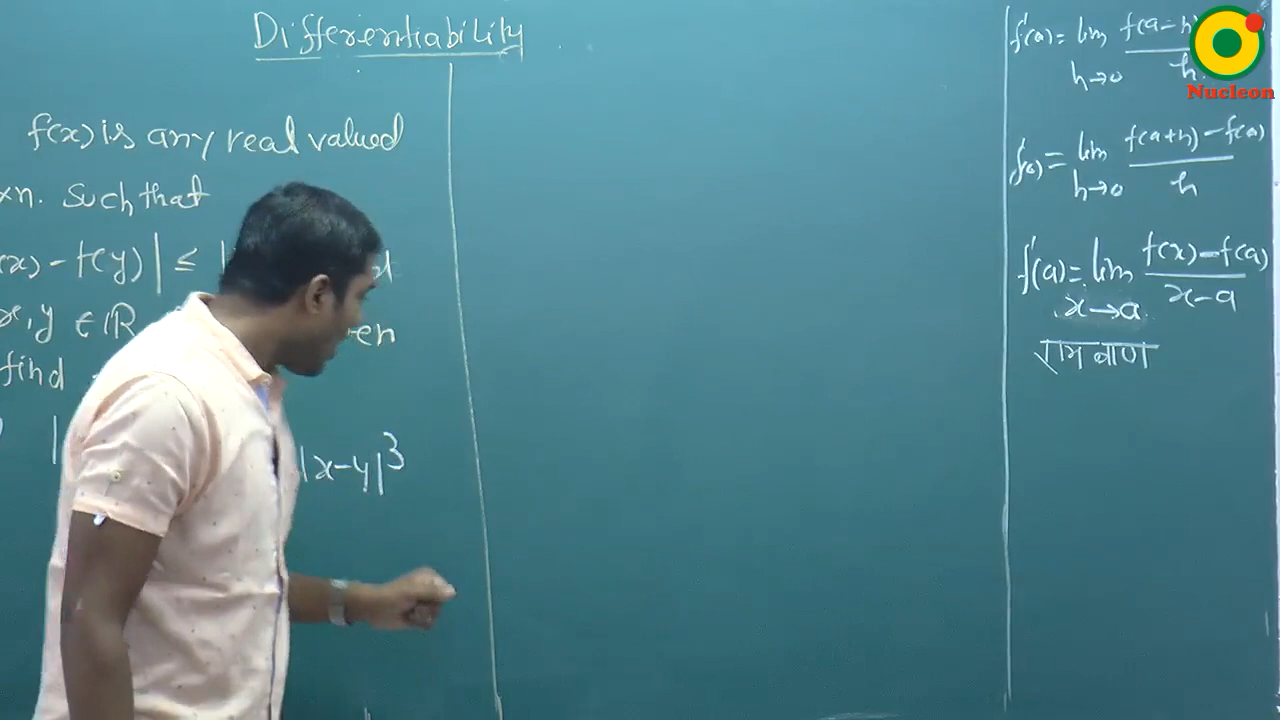 Differentiability
f(x) is any real valued
xn. such that
(x) - f(y)| ≤ |
x, y ∈ R en
find
|x-y|³
f'(a) = lim h→0 f(a-h) h
f'(a) = lim h→0 f(a+h) - f(a) / h
f'(a) = lim x→a f(x) - f(a) / x-a
रामबाण
Nucleon